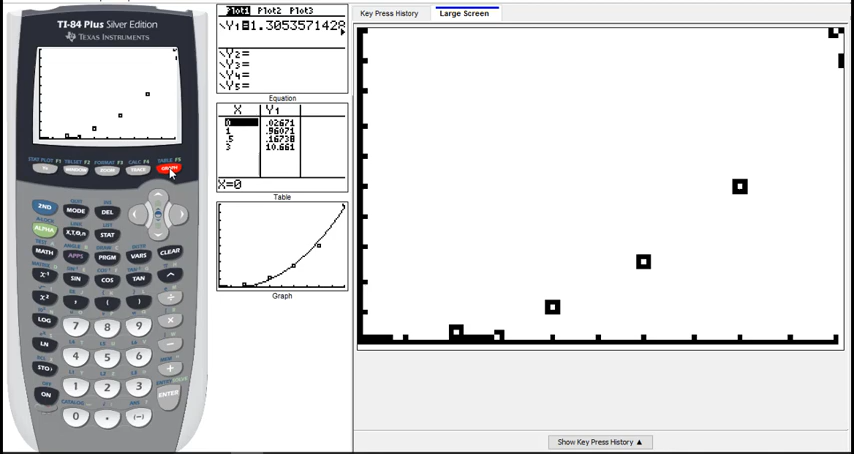 TI-84 Plus Silver Edition
TEXAS INSTRUMENTS
STAT PLOT F1 TBLSET F2 FORMAT F3 CALC F4 TABLE F5
Y= WINDOW ZOOM TRACE GRAPH
QUIT INS
2ND MODE DEL
A-LOCK LINK LIST
ALPHA X,T,Θ,n STAT
TEST A ANGLE B DRAW C DISTR
MATH APPS PRGM VARS CLEAR
X⁻¹ SIN COS TAN ^
X² , ( ) ÷
LOG 7 8 9 ×
LN 4 5 6 −
STO› 1 2 3 +
OFF
ON 0 . (−) ENTER
CATALOG
Plot1 Plot2 Plot3
\Y1=1.3053571428
\Y2=
\Y3=
\Y4=
\Y5=
Equation
X Y1
0 .02671
1 .96071
.5 .16738
3 10.661
X=0
Table
Graph
Key Press History Large Screen
Show Key Press History ▲